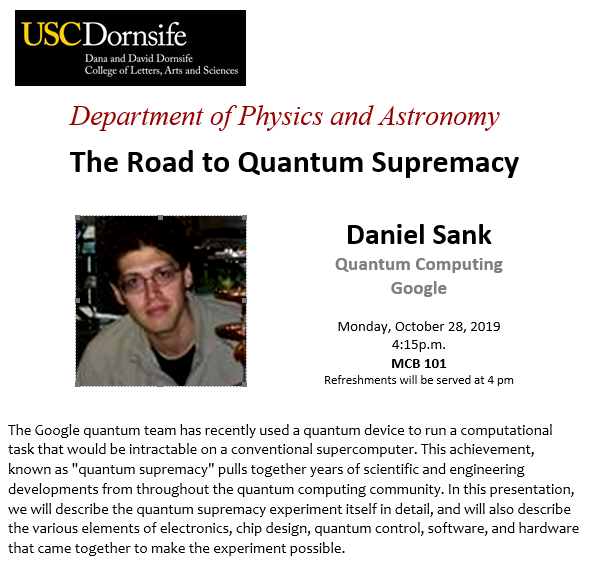 USCDornsife
Dana and David Dornsife
College of Letters, Arts and Sciences
Department of Physics and Astronomy
The Road to Quantum Supremacy
Daniel Sank
Quantum Computing
Google
Monday, October 28, 2019
4:15p.m.
MCB 101
Refreshments will be served at 4 pm
The Google quantum team has recently used a quantum device to run a computational
task that would be intractable on a conventional supercomputer. This achievement,
known as "quantum supremacy" pulls together years of scientific and engineering
developments from throughout the quantum computing community. In this presentation,
we will describe the quantum supremacy experiment itself in detail, and will also describe
the various elements of electronics, chip design, quantum control, software, and hardware
that came together to make the experiment possible.